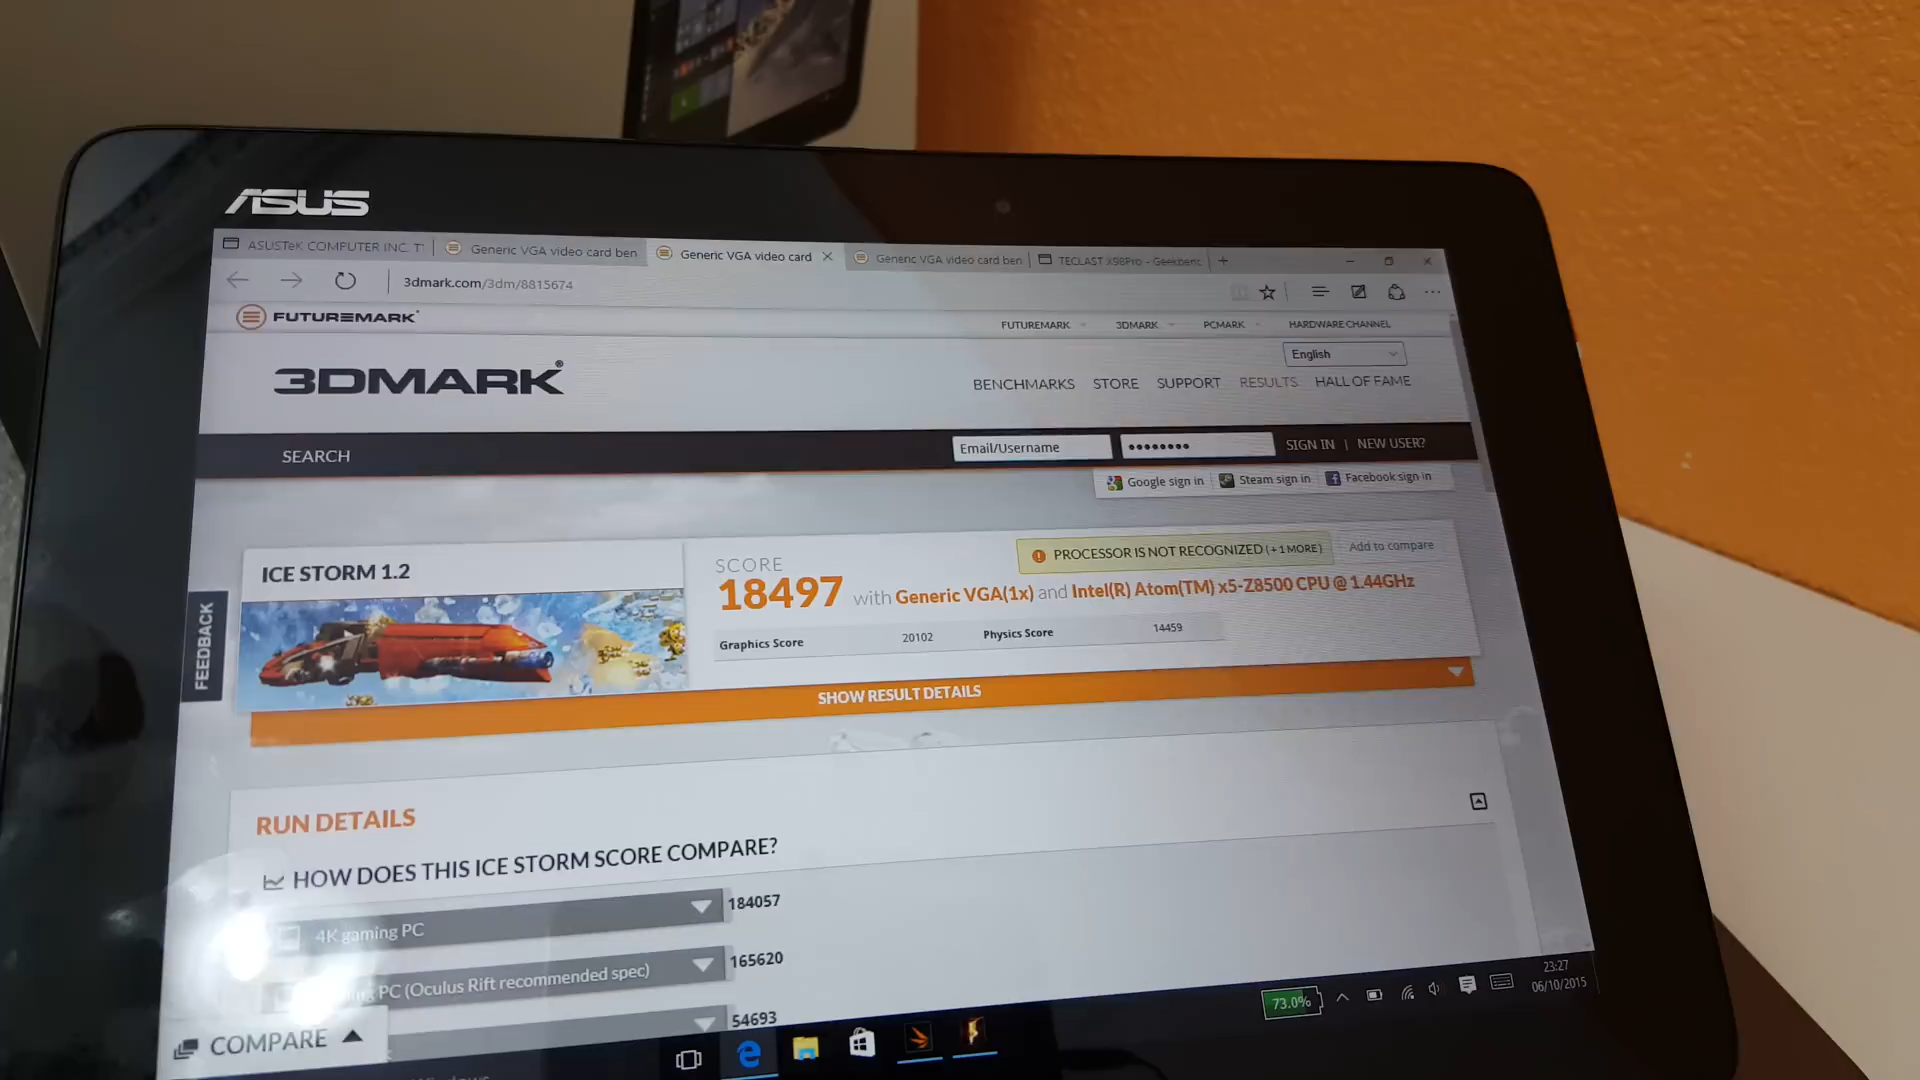 ASUS
ASUSTeK COMPUTER INC. T
Generic VGA video card ben
Generic VGA video card
Generic VGA video card ben
TECLAST X98Pro - Geekbenc
3dmark.com/3dm/8815674
FUTUREMARK
FUTUREMARK 3DMARK PCMARK HARDWARE CHANNEL
English
3DMARK®
BENCHMARKS STORE SUPPORT RESULTS HALL OF FAME
SEARCH
Email/Username
SIGN IN | NEW USER?
Google sign in
Steam sign in
Facebook sign in
ICE STORM 1.2
SCORE
PROCESSOR IS NOT RECOGNIZED (+1 MORE)
Add to compare
18497 with Generic VGA(1x) and Intel(R) Atom(TM) x5-Z8500 CPU @ 1.44GHz
Graphics Score 20102 Physics Score 14459
FEEDBACK
SHOW RESULT DETAILS
RUN DETAILS
HOW DOES THIS ICE STORM SCORE COMPARE?
4K gaming PC 184057
PC (Oculus Rift recommended spec) 165620
54693
COMPARE
73.0%
23:27
06/10/2015